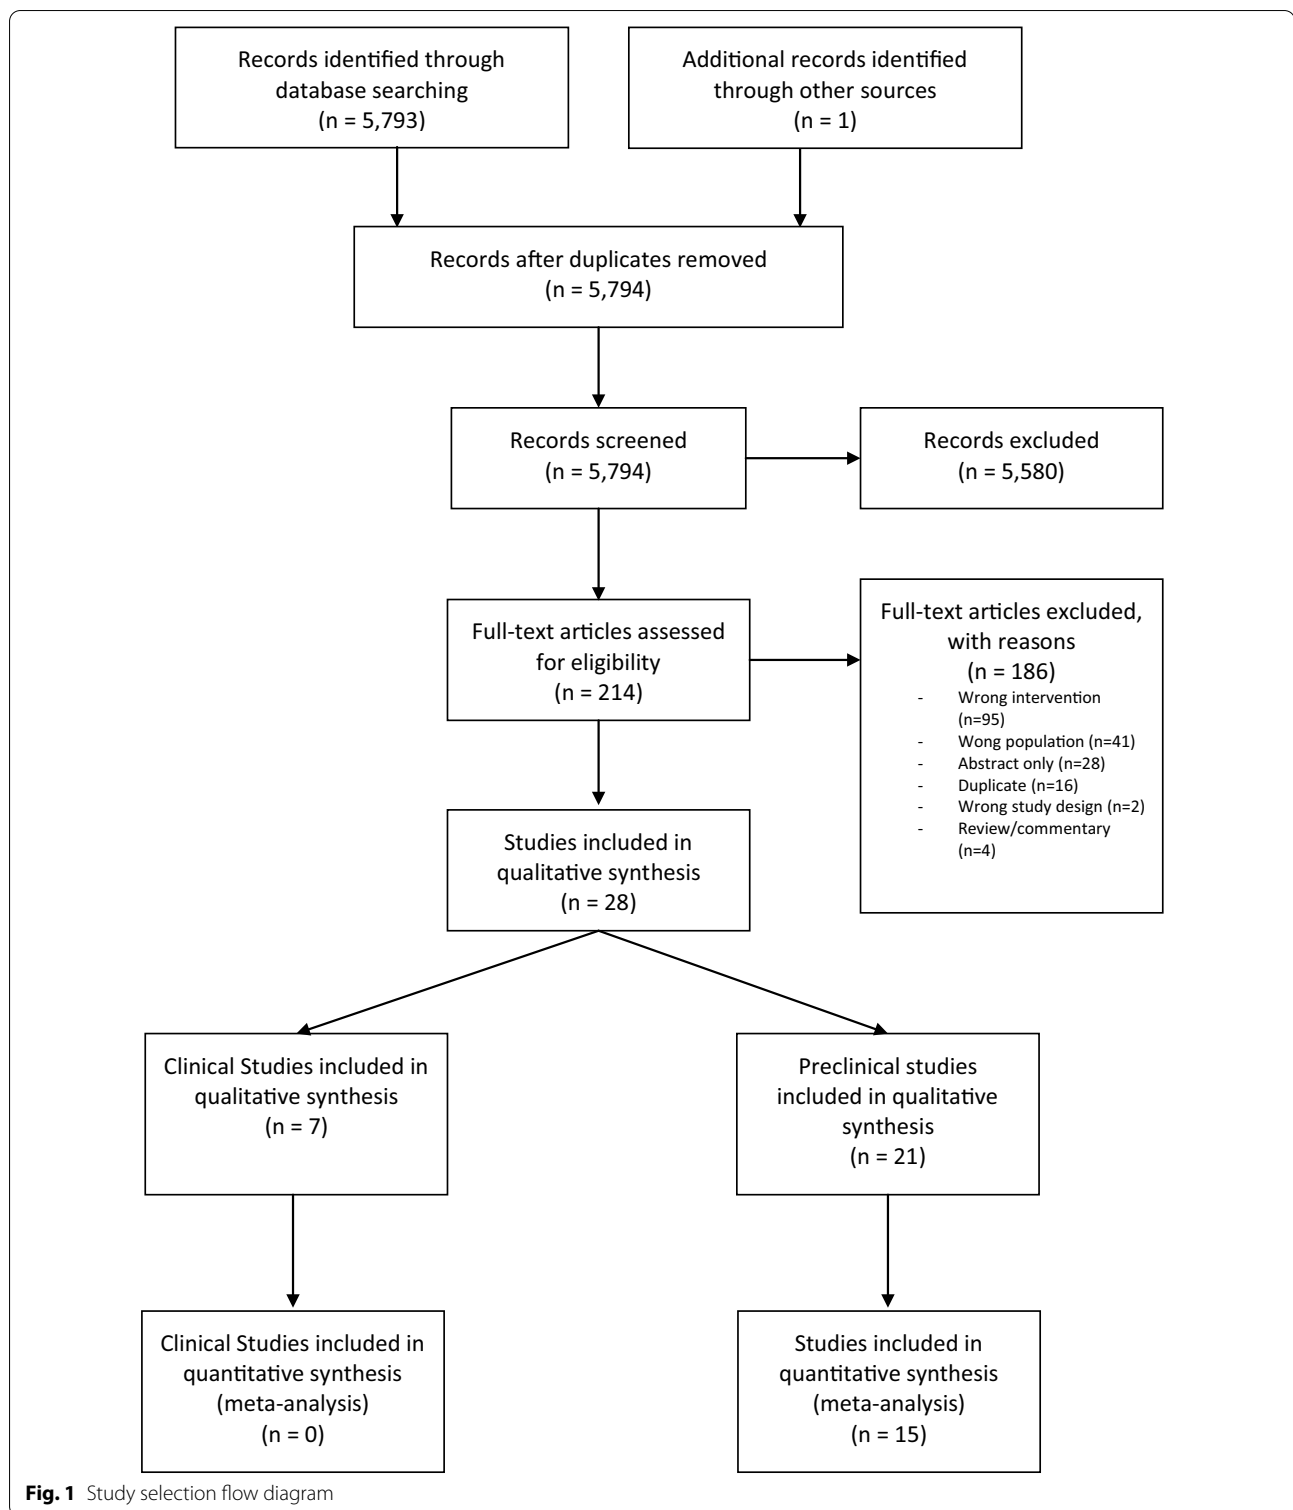 Records identified through
database searching
(n = 5,793)
Additional records identified
through other sources
(n = 1)
Records after duplicates removed
(n = 5,794)
Records screened
(n = 5,794)
Records excluded
(n = 5,580)
Full-text articles assessed
for eligibility
(n = 214)
Full-text articles excluded,
with reasons
(n = 186)
- Wrong intervention
(n=95)
- Wong population (n=41)
- Abstract only (n=28)
- Duplicate (n=16)
- Wrong study design (n=2)
- Review/commentary
(n=4)
Studies included in
qualitative synthesis
(n = 28)
Clinical Studies included in
qualitative synthesis
(n = 7)
Preclinical studies
included in qualitative
synthesis
(n = 21)
Clinical Studies included in
quantitative synthesis
(meta-analysis)
(n = 0)
Studies included in
quantitative synthesis
(meta-analysis)
(n = 15)
Fig. 1 Study selection flow diagram